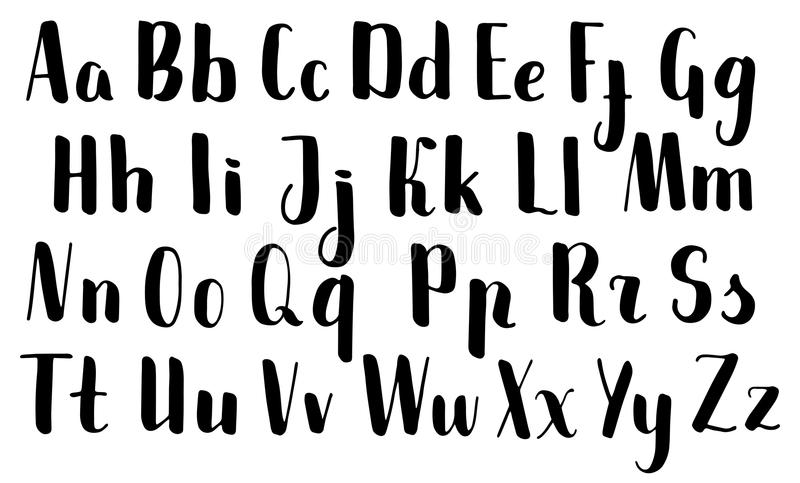 Aa Bb Cc Dd Ee Ff Gg
Hh Ii Jj Kk Ll Mm
Nn Oo Qq Pp Rr Ss
Tt Uu Vv Ww Xx Yy Zz
dreamstime